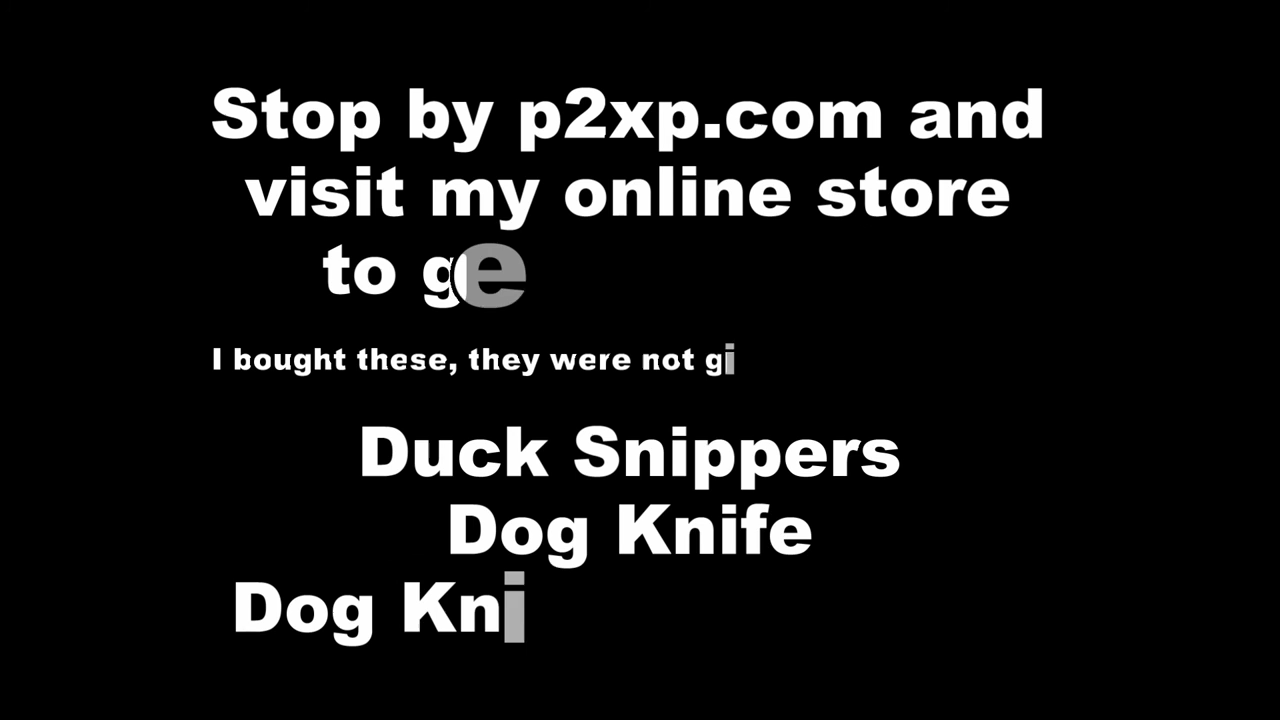 Stop by p2xp.com and
visit my online store
to ge
I bought these, they were not gi
Duck Snippers
Dog Knife
Dog Kni